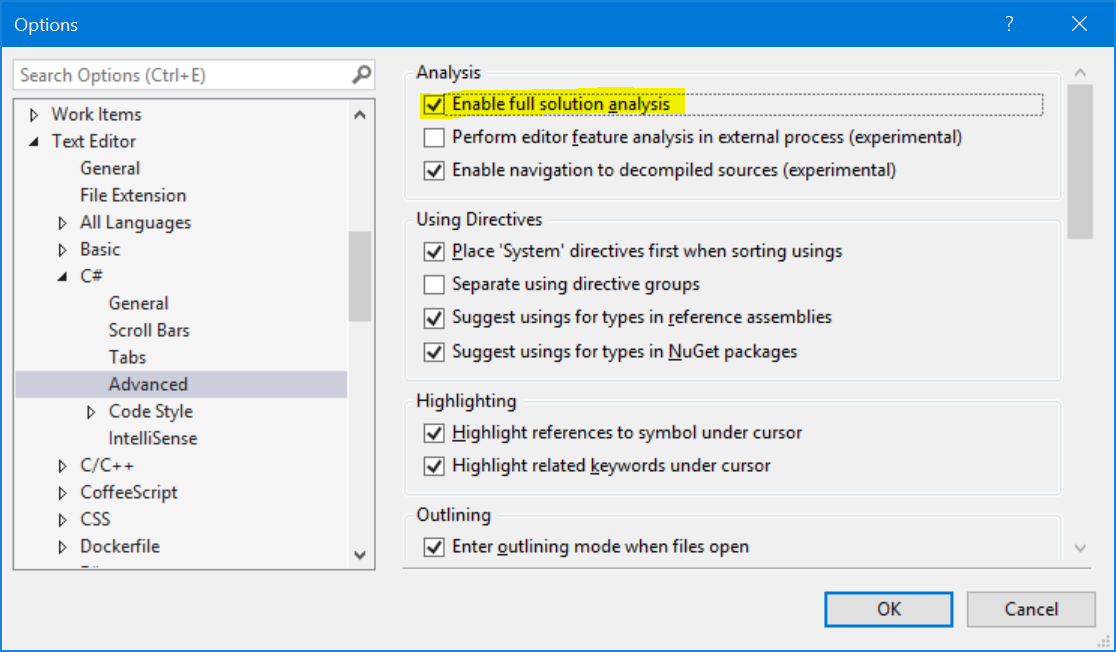 Options
?
Search Options (Ctrl+E)
Work Items
Text Editor
General
File Extension
All Languages
Basic
C#
General
Scroll Bars
Tabs
Advanced
Code Style
IntelliSense
C/C++
CoffeeScript
CSS
Dockerfile
Analysis
Enable full solution analysis
Perform editor feature analysis in external process (experimental)
Enable navigation to decompiled sources (experimental)
Using Directives
Place 'System' directives first when sorting usings
Separate using directive groups
Suggest usings for types in reference assemblies
Suggest usings for types in NuGet packages
Highlighting
Highlight references to symbol under cursor
Highlight related keywords under cursor
Outlining
Enter outlining mode when files open
OK
Cancel